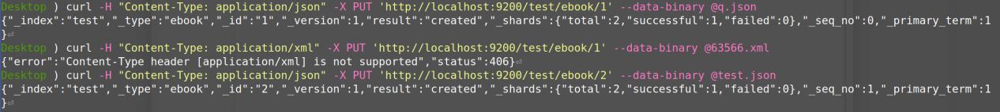 Desktop ) curl -H "Content-Type: application/json" -X PUT 'http://localhost:9200/test/ebook/1' --data-binary @q.json
{"_index":"test","_type":"ebook","_id":"1","_version":1,"result":"created","_shards":{"total":2,"successful":1,"failed":0},"_seq_no":0,"_primary_term":1
}⏎
Desktop ) curl -H "Content-Type: application/xml" -X PUT 'http://localhost:9200/test/ebook/1' --data-binary @63566.xml
{"error":"Content-Type header [application/xml] is not supported","status":406}⏎
Desktop ) curl -H "Content-Type: application/json" -X PUT 'http://localhost:9200/test/ebook/2' --data-binary @test.json
{"_index":"test","_type":"ebook","_id":"2","_version":1,"result":"created","_shards":{"total":2,"successful":1,"failed":0},"_seq_no":1,"_primary_term":1
}⏎